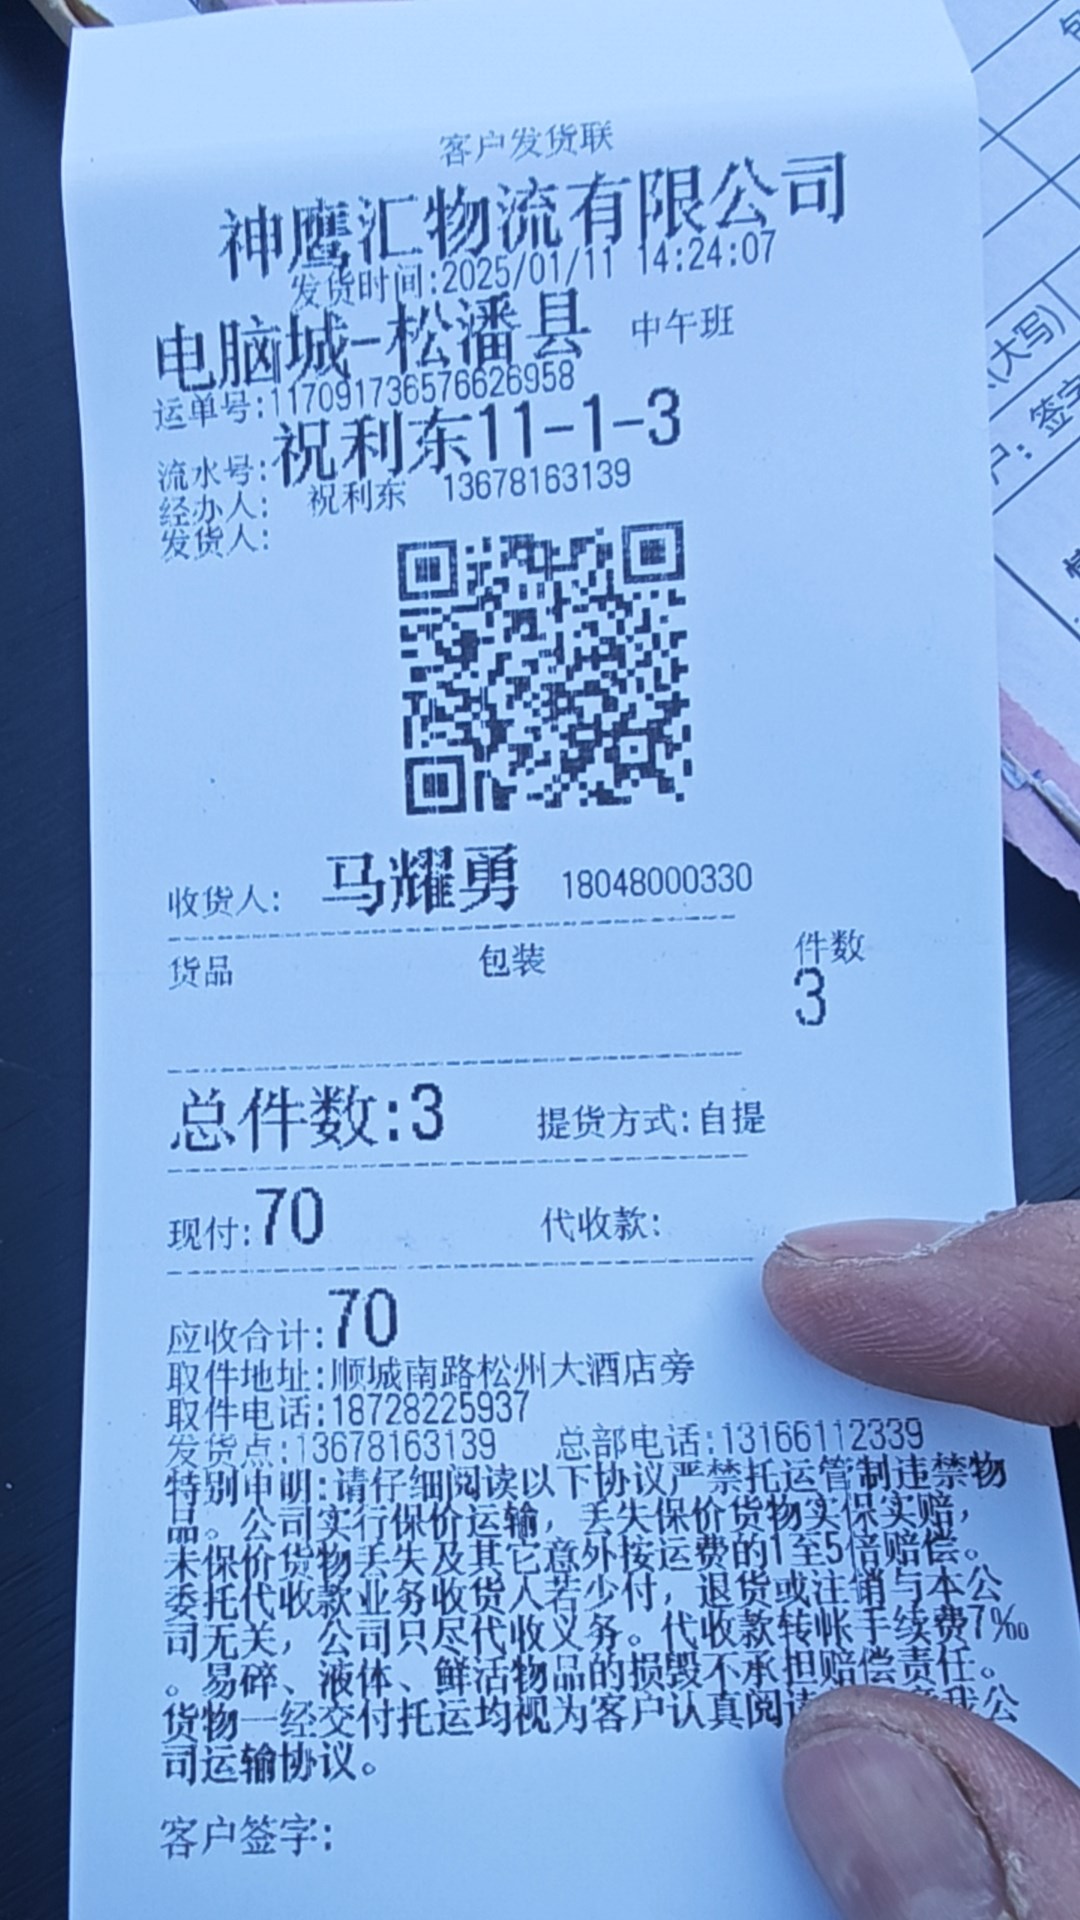 客户发货联
神鹰汇物流有限公司
发货时间:2025/01/11 14:24:07
电脑城-松潘县 中午班
运单号:117091736576626958
流水号:祝利东11-1-3
经办人: 祝利东 13678163139
发货人:
收货人: 马耀勇 18048000330
货品 包装 件数
3
总件数:3 提货方式:自提
现付:70 代收款:
应收合计:70
取件地址:顺城南路松州大酒店旁
取件电话:18728225937
发货点:13678163139 总部电话:13166112339
特别申明:请仔细阅读以下协议严禁托运管制违禁物
品。公司实行保价运输，丢失保价货物实保实赔，
未保价货物丢失及其它意外按运费的1至5倍赔偿。
委托代收款业务收货人若少付，退货或注销与本公
司无关，公司只尽代收义务。代收款转帐手续费7‰
。易碎、液体、鲜活物品的损毁不承担赔偿责任。
货物一经交付托运均视为客户认真阅读 我公
司运输协议。
客户签字:
(大写)
户: 签字